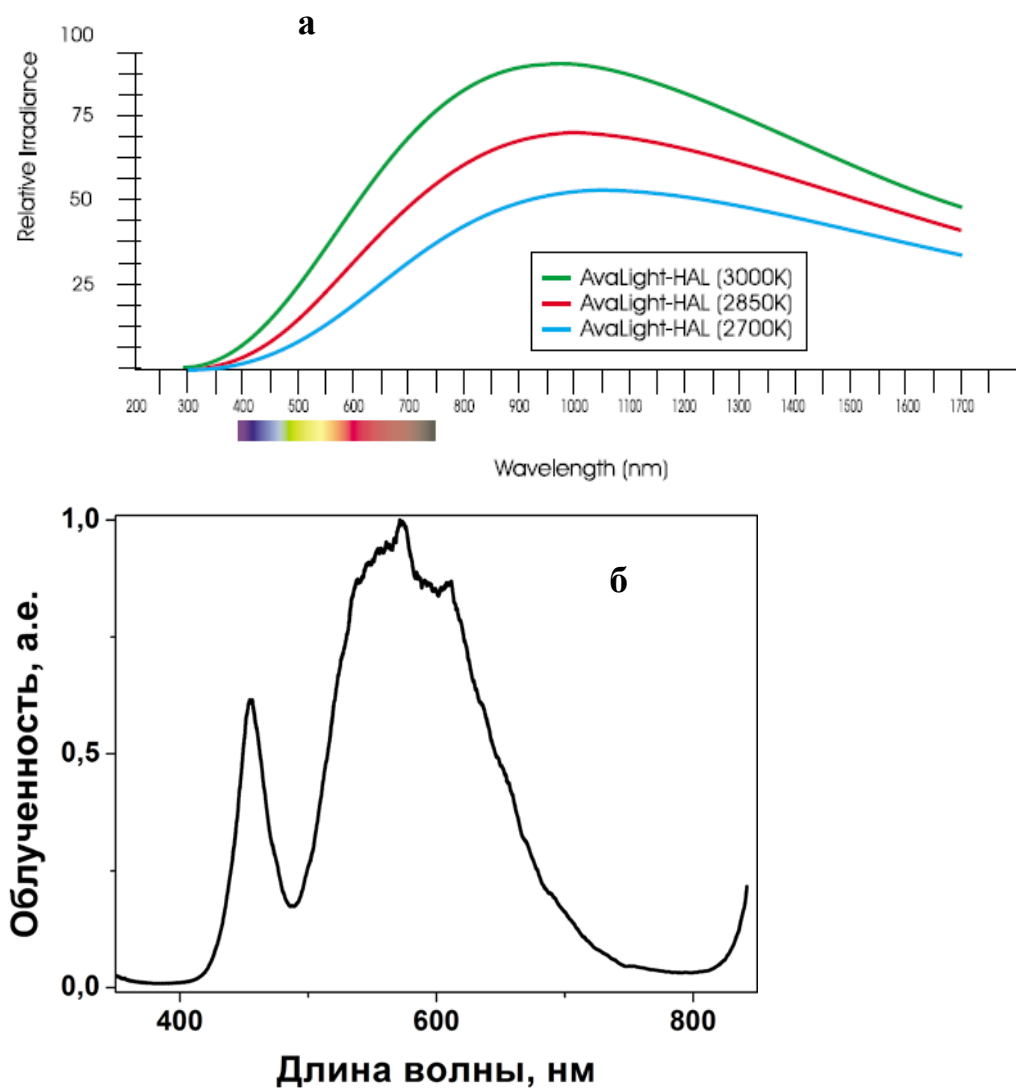 а
Relative Irradiance
100
75
50
25
AvaLight-HAL (3000K)
AvaLight-HAL (2850K)
AvaLight-HAL (2700K)
200 300 400 500 600 700 800 900 1000 1100 1200 1300 1400 1500 1600 1700
Wavelength (nm)
б
Облученность, а.е.
1,0
0,5
0,0
400 600 800
Длина волны, нм